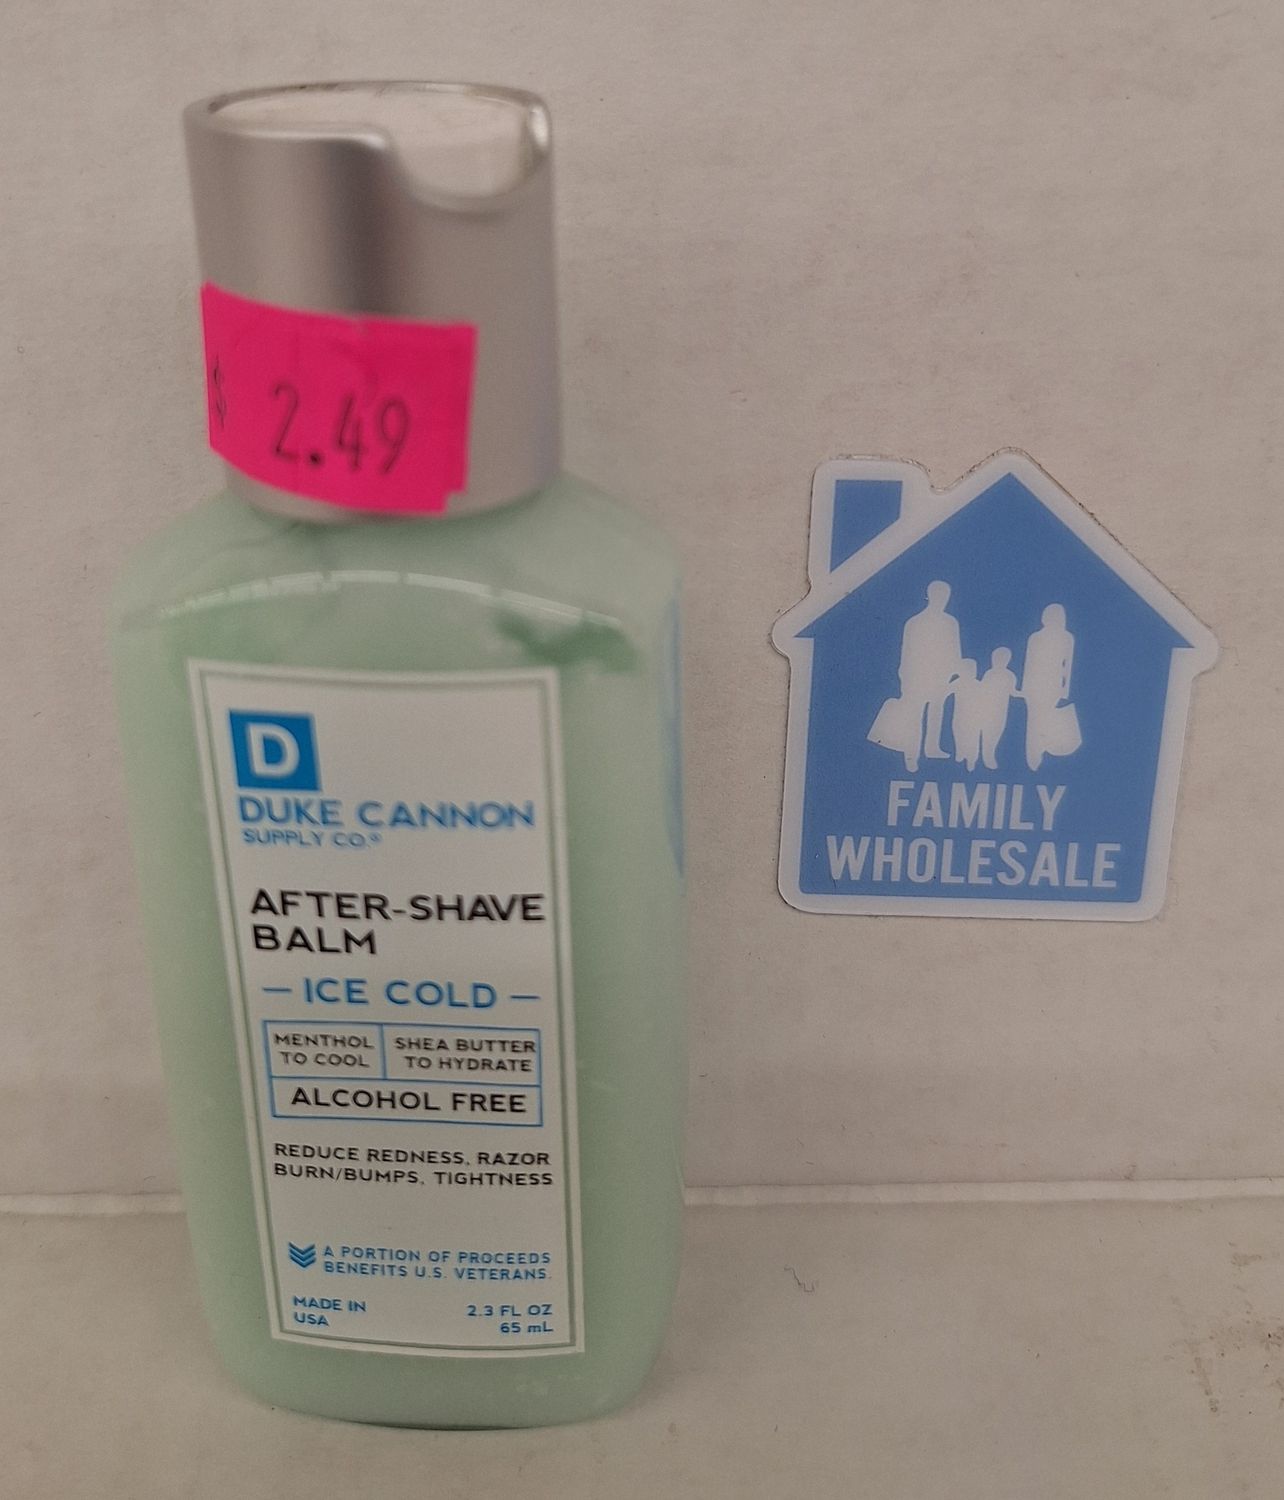 $ 2.49
D
DUKE CANNON
SUPPLY CO.®
AFTER-SHAVE
BALM
— ICE COLD —
MENTHOL
TO COOL
SHEA BUTTER
TO HYDRATE
ALCOHOL FREE
REDUCE REDNESS, RAZOR
BURN/BUMPS, TIGHTNESS
A PORTION OF PROCEEDS
BENEFITS U.S. VETERANS.
MADE IN
USA
2.3 FL OZ
65 mL
FAMILY
WHOLESALE